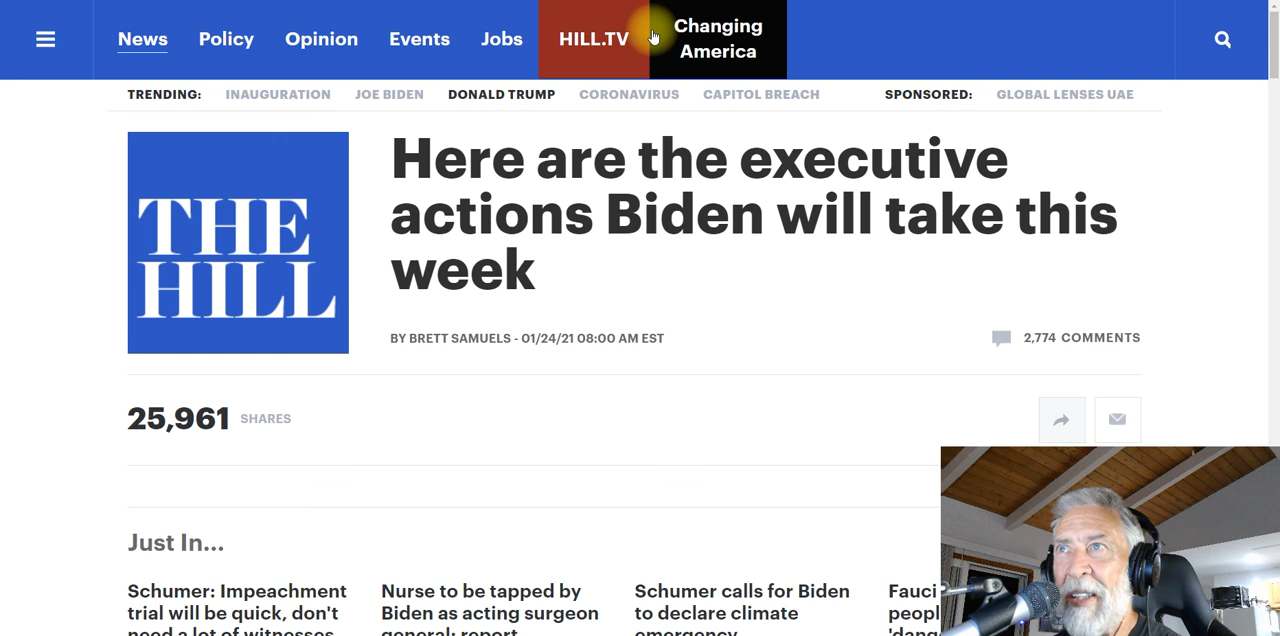 News Policy Opinion Events Jobs HILL.TV Changing
America
TRENDING: INAUGURATION JOE BIDEN DONALD TRUMP CORONAVIRUS CAPITOL BREACH SPONSORED: GLOBAL LENSES UAE
THE
HILL
Here are the executive
actions Biden will take this
week
BY BRETT SAMUELS - 01/24/21 08:00 AM EST
2,774 COMMENTS
25,961 SHARES
Just In...
Schumer: Impeachment
trial will be quick, don't
need a lot of witnesses
Nurse to be tapped by
Biden as acting surgeon
general: report
Schumer calls for Biden
to declare climate
emergency
Fauci
peopl
'dang